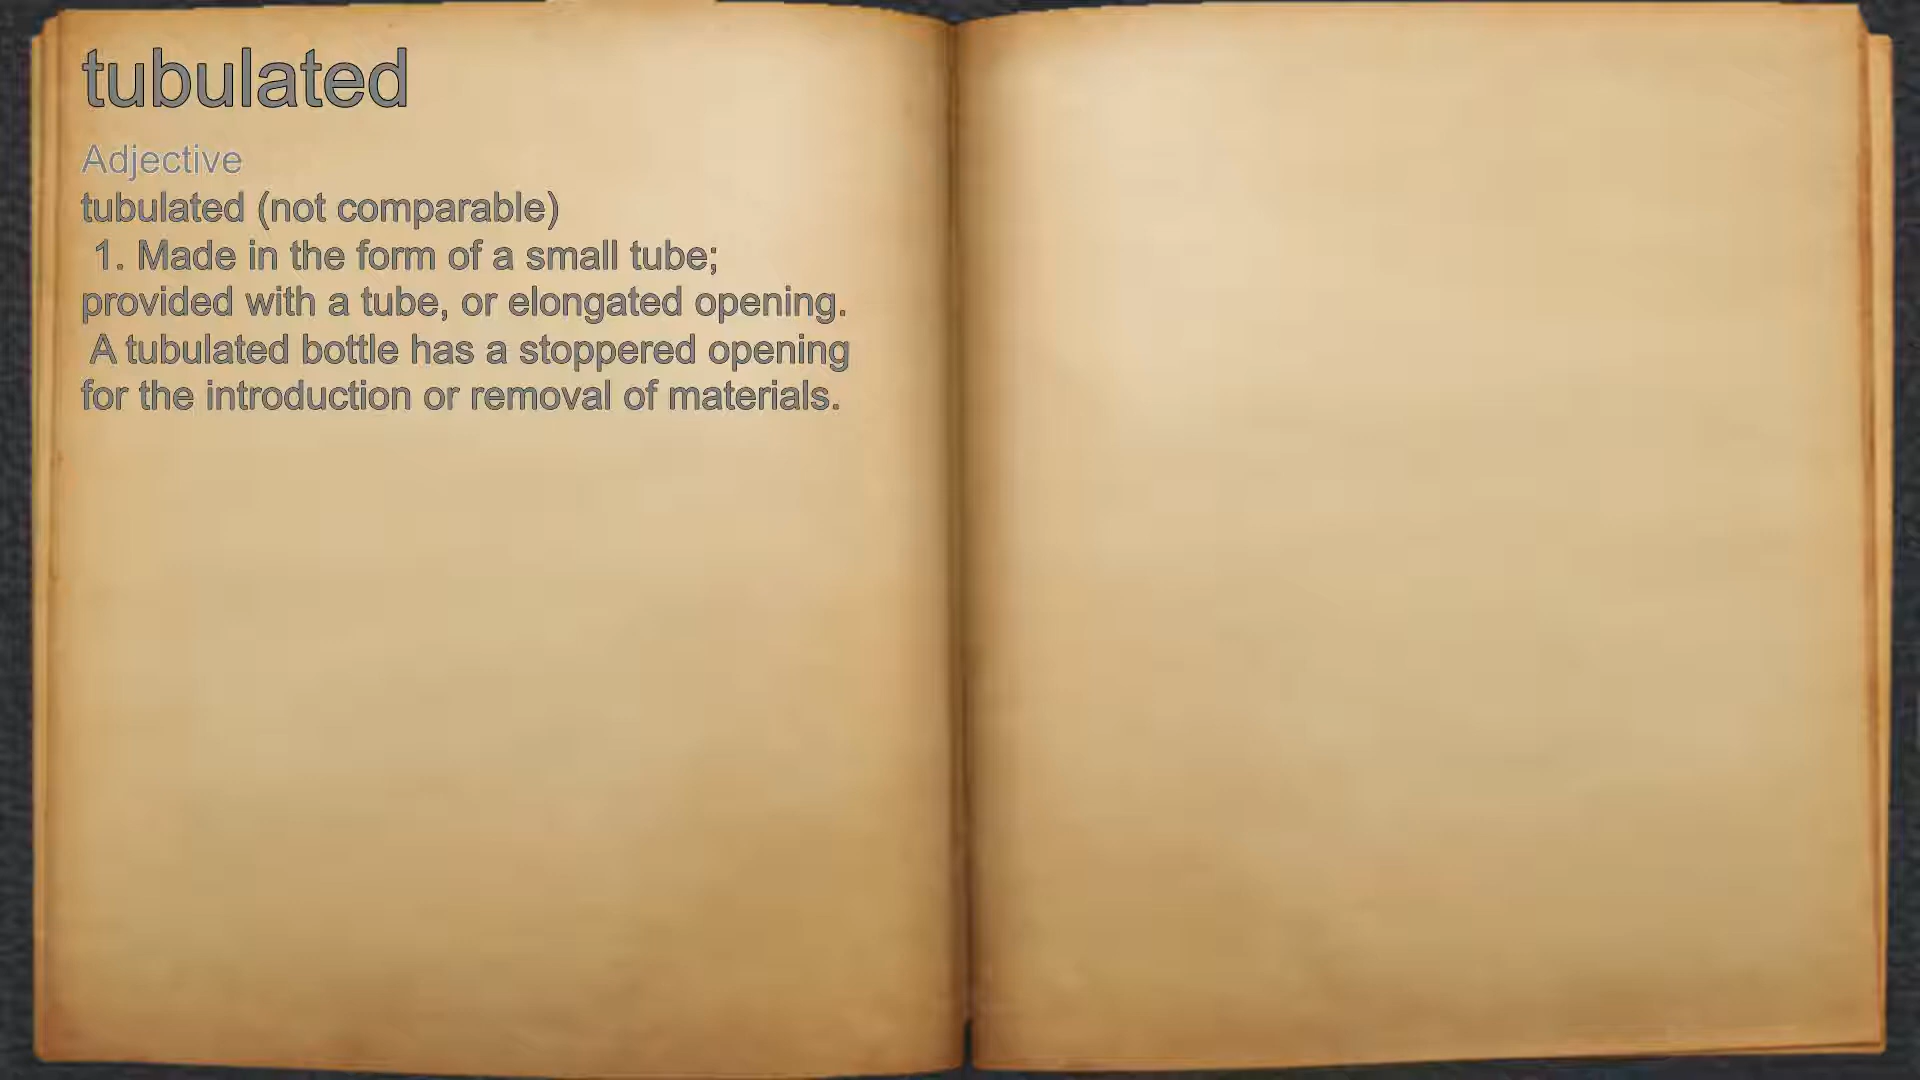 tubulated
Adjective
tubulated (not comparable)
1. Made in the form of a small tube;
provided with a tube, or elongated opening.
A tubulated bottle has a stoppered opening
for the introduction or removal of materials.